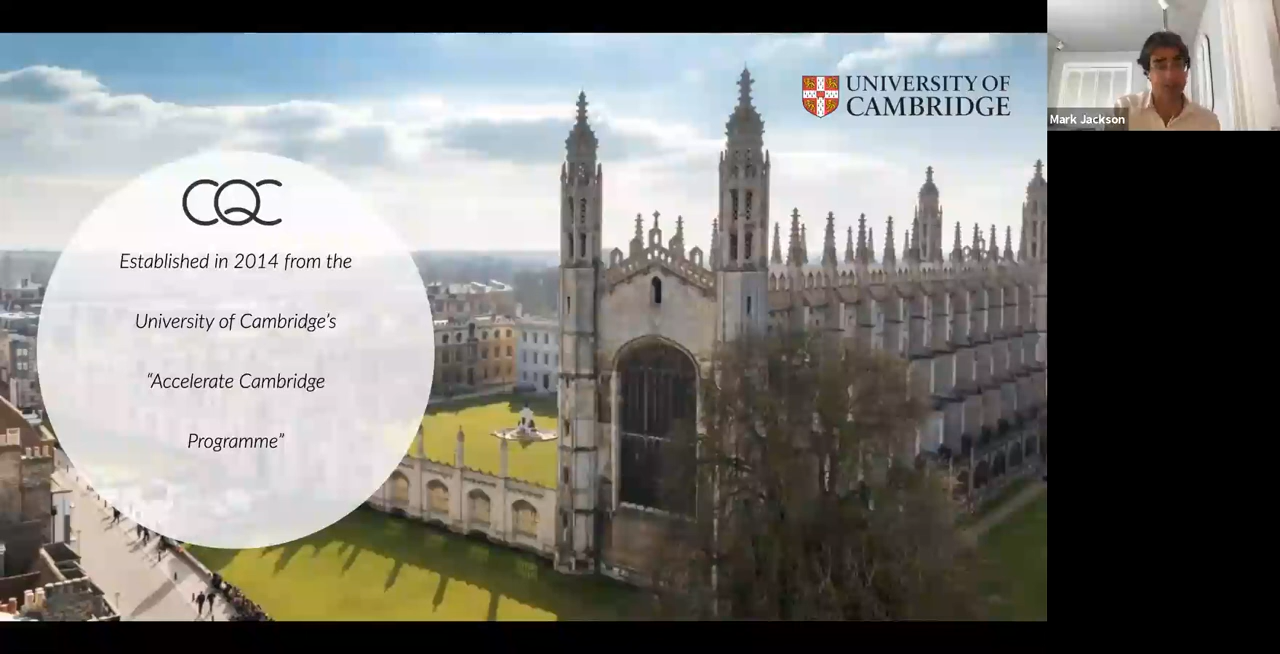 UNIVERSITY OF
CAMBRIDGE
Mark Jackson
CQC
Established in 2014 from the
University of Cambridge’s
“Accelerate Cambridge
Programme”